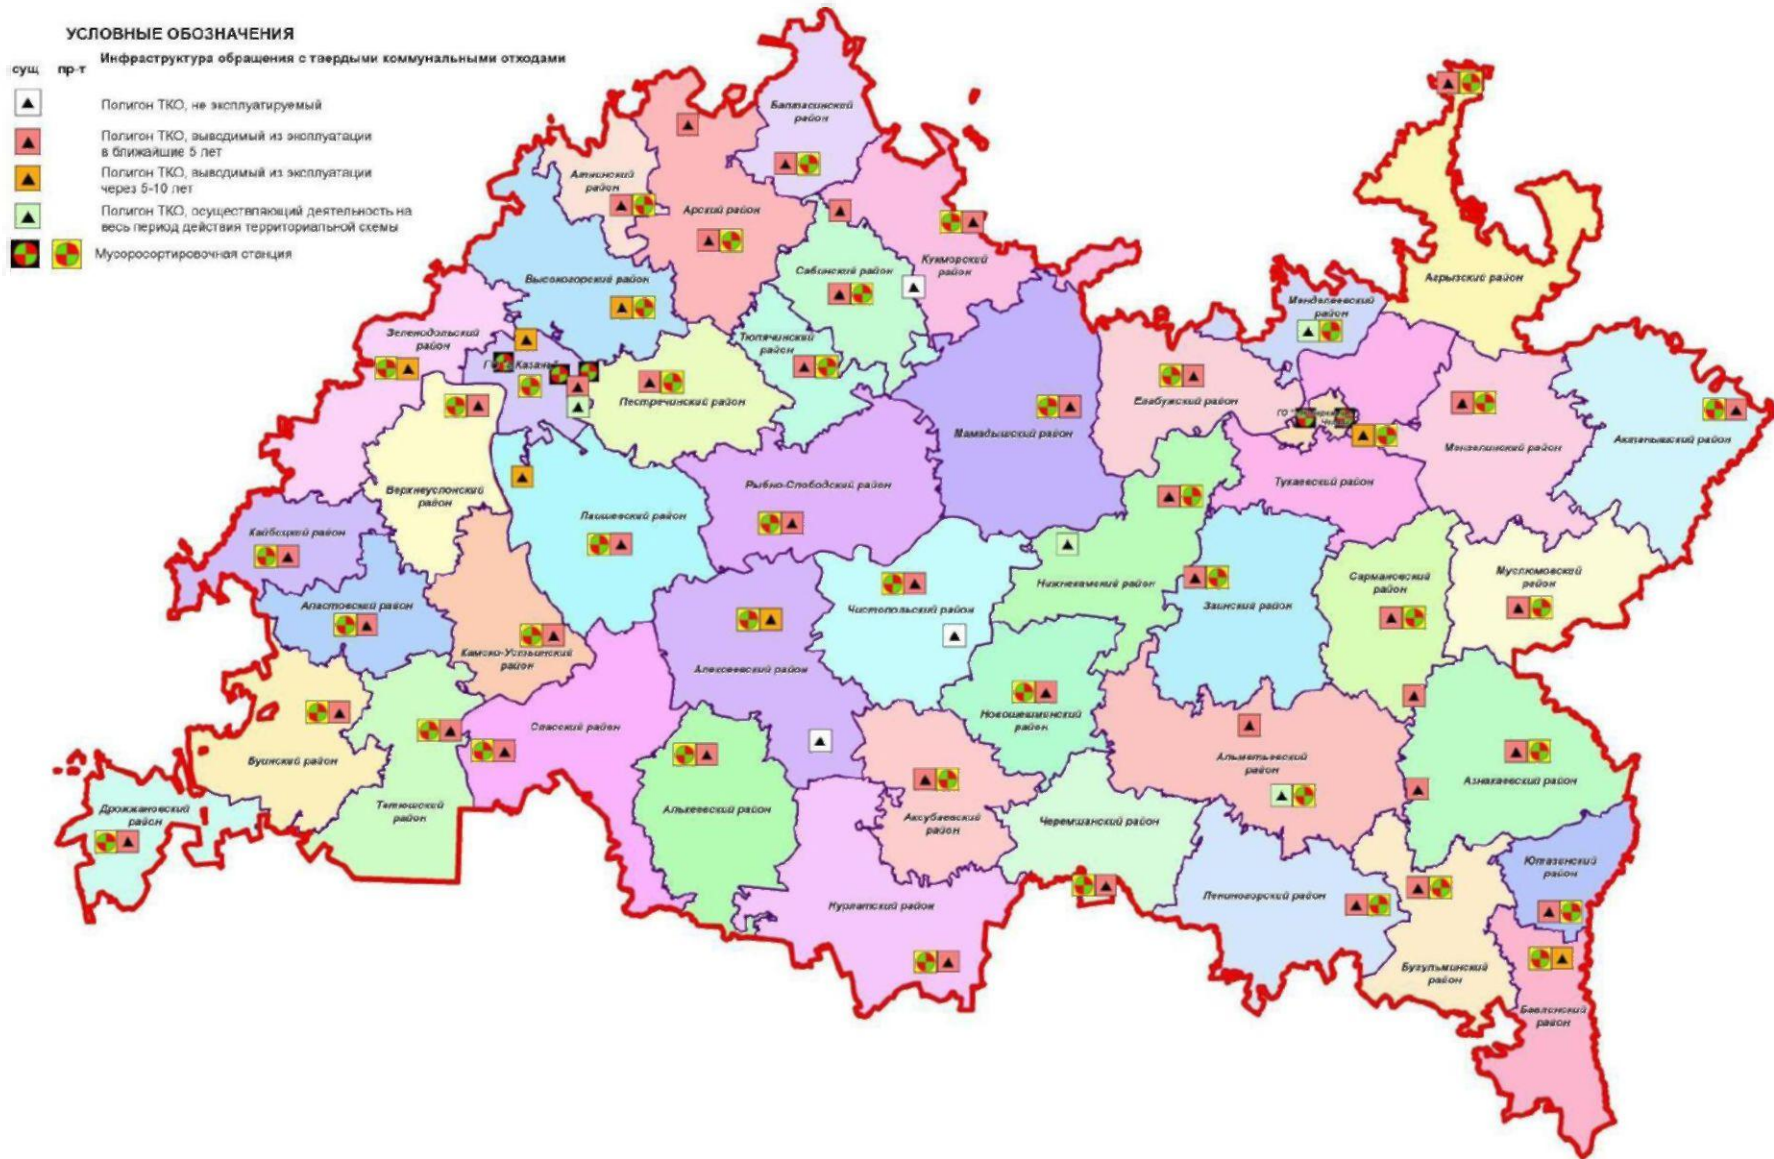 УСЛОВНЫЕ ОБОЗНАЧЕНИЯ
Инфраструктура обращения с твердыми коммунальными отходами
сущ пр-т
Полигон ТКО, не эксплуатируемый
Полигон ТКО, выводимый из эксплуатации
в ближайшие 5 лет
Полигон ТКО, выводимый из эксплуатации
через 5-10 лет
Полигон ТКО, осуществляющий деятельность на
весь период действия территориальной схемы
Мусоросортировочная станция
Балтасинский
район
Атнинский
район
Арский район
Кукморский
район
Сабинский район
Высокогорский район
Агрызский район
Менделеевский
район
Зеленодольский
район
Тюлячинский
район
Казань
Пестречинский район
Елабужский район
Мамадышский район
Мензелинский район
Актанышский район
Тукаевский район
Верхнеуслонский
район
Рыбно-Слободский район
Лаишевский район
Кайбицкий район
Апастовский район
Камско-Устьинский
район
Чистопольский район
Нижнекамский район
Заинский район
Сармановский
район
Муслюмовский
район
Алексеевский район
Новошешминский
район
Спасский район
Буинский район
Тетюшский
район
Дрожжановский
район
Алькеевский район
Аксубаевский
район
Черемшанский район
Альметьевский
район
Азнакаевский район
Ютазинский
район
Нурлатский район
Лениногорский район
Бугульминский
район
Бавлинский
район